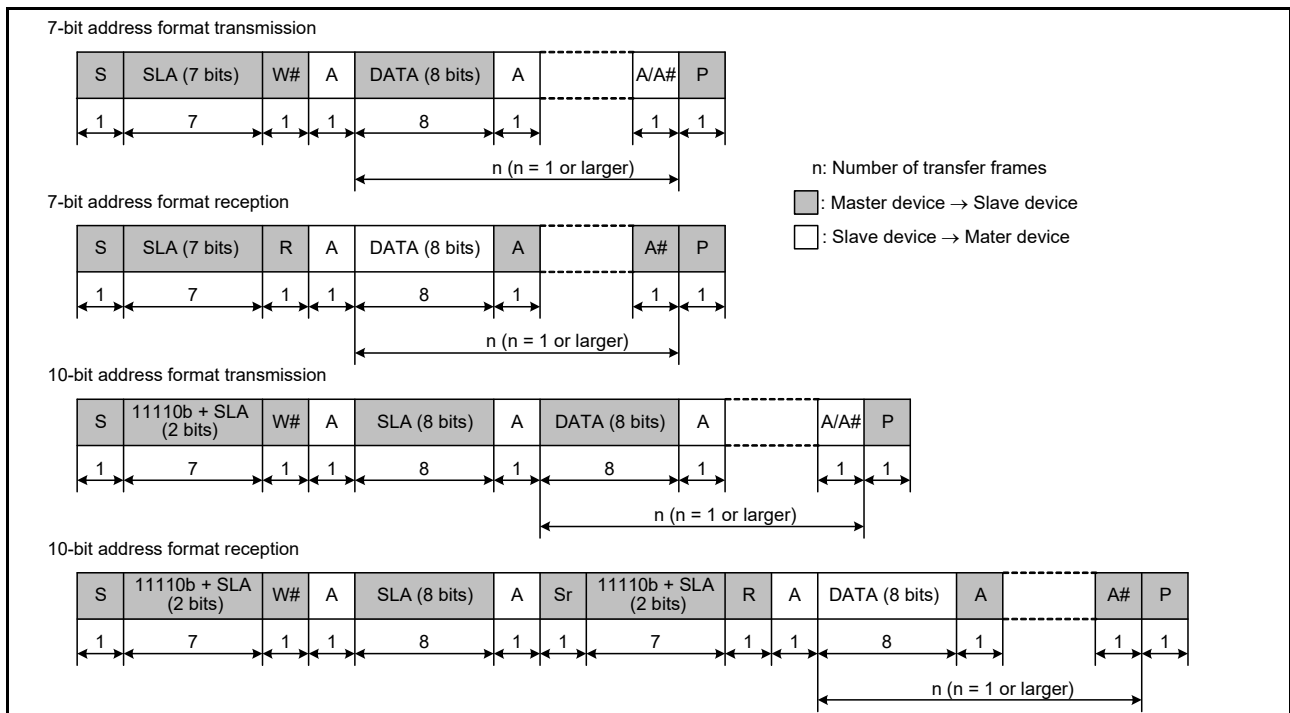 7-bit address format transmission
S SLA (7 bits) W# A DATA (8 bits) A A/A# P
1 7 1 1 8 1 1 1
n (n = 1 or larger)
n: Number of transfer frames
: Master device → Slave device
: Slave device → Mater device
7-bit address format reception
S SLA (7 bits) R A DATA (8 bits) A A# P
1 7 1 1 8 1 1 1
n (n = 1 or larger)
10-bit address format transmission
S 11110b + SLA (2 bits) W# A SLA (8 bits) A DATA (8 bits) A A/A# P
1 7 1 1 8 1 8 1 1 1
n (n = 1 or larger)
10-bit address format reception
S 11110b + SLA (2 bits) W# A SLA (8 bits) A Sr 11110b + SLA (2 bits) R A DATA (8 bits) A A# P
1 7 1 1 8 1 1 7 1 1 8 1 1 1
n (n = 1 or larger)